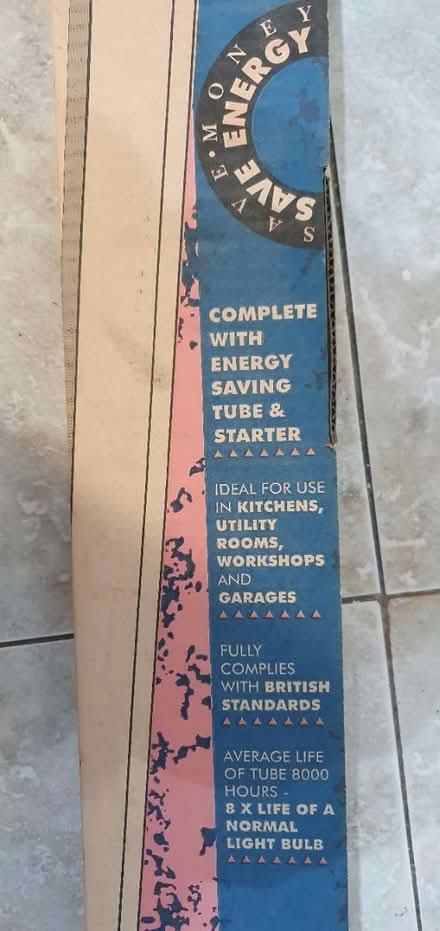 SAVE • MONEY
SAVE ENERGY
COMPLETE
WITH
ENERGY
SAVING
TUBE &
STARTER
IDEAL FOR USE
IN KITCHENS,
UTILITY
ROOMS,
WORKSHOPS
AND
GARAGES
FULLY
COMPLIES
WITH BRITISH
STANDARDS
AVERAGE LIFE
OF TUBE 8000
HOURS -
8 X LIFE OF A
NORMAL
LIGHT BULB